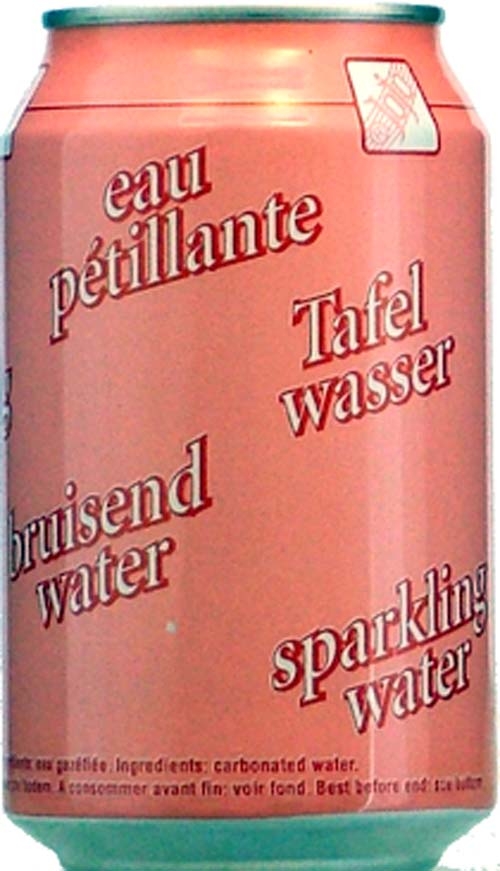 eau
pétillante
Tafel
wasser
bruisend
water
sparkling
water
eau gazéifiée. Ingredients: carbonated water.
A consommer avant fin: voir fond. Best before end: see bottom